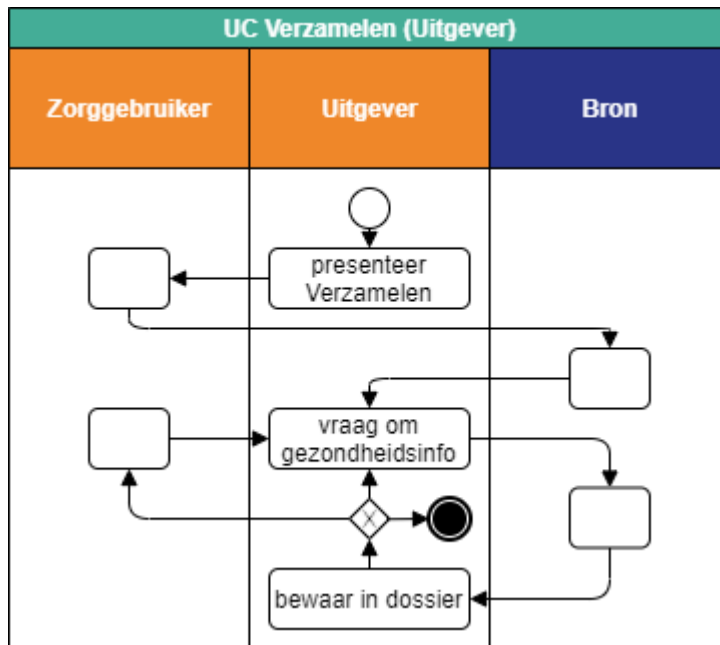 UC Verzamelen (Uitgever)
Zorggebruiker
Uitgever
Bron
presenteer
Verzamelen
vraag om
gezondheidsinfo
X
bewaar in dossier